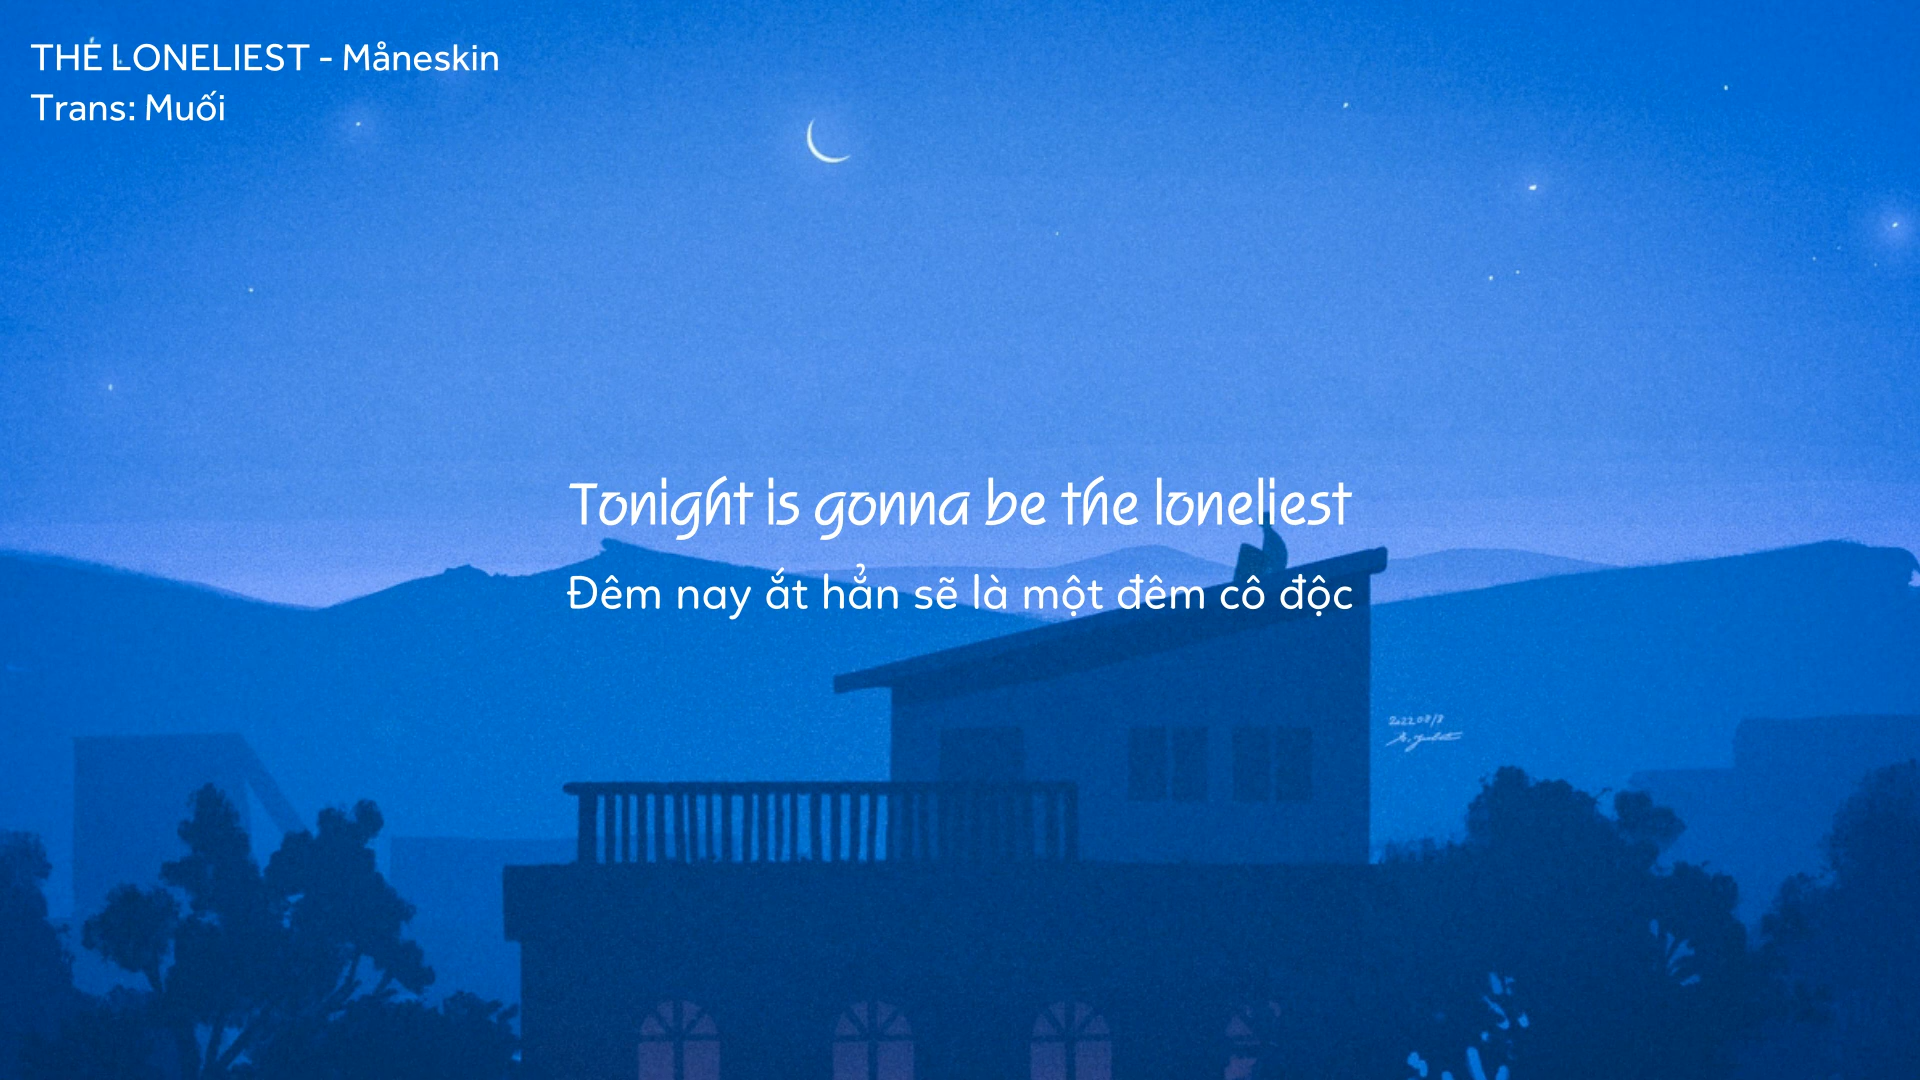 THE LONELIEST - Måneskin
Trans: Muối
Tonight is gonna be the loneliest
Đêm nay ắt hẳn sẽ là một đêm cô độc